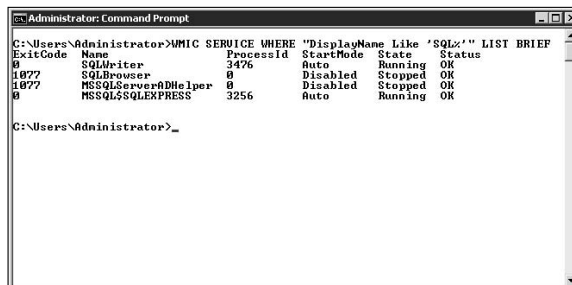 Administrator: Command Prompt
C:\Users\Administrator>WMIC SERVICE WHERE "DisplayName Like 'SQL%'" LIST BRIEF
ExitCode Name ProcessId StartMode State Status
0 SQLWriter 3476 Auto Running OK
1077 SQLBrowser 0 Disabled Stopped OK
1077 MSSQLServerADHelper 0 Disabled Stopped OK
0 MSSQL$SQLEXPRESS 3256 Auto Running OK
C:\Users\Administrator>_